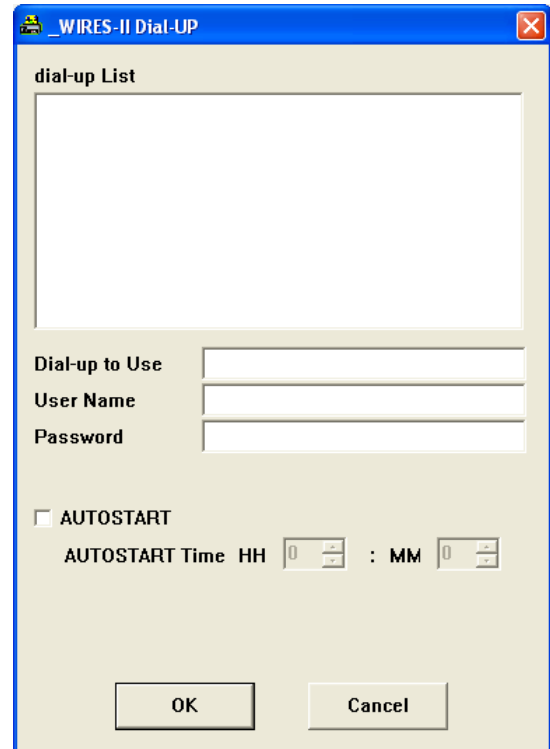 _WIRES-II Dial-UP
dial-up List
Dial-up to Use
User Name
Password
AUTOSTART
AUTOSTART Time HH 0 : MM 0
OK Cancel